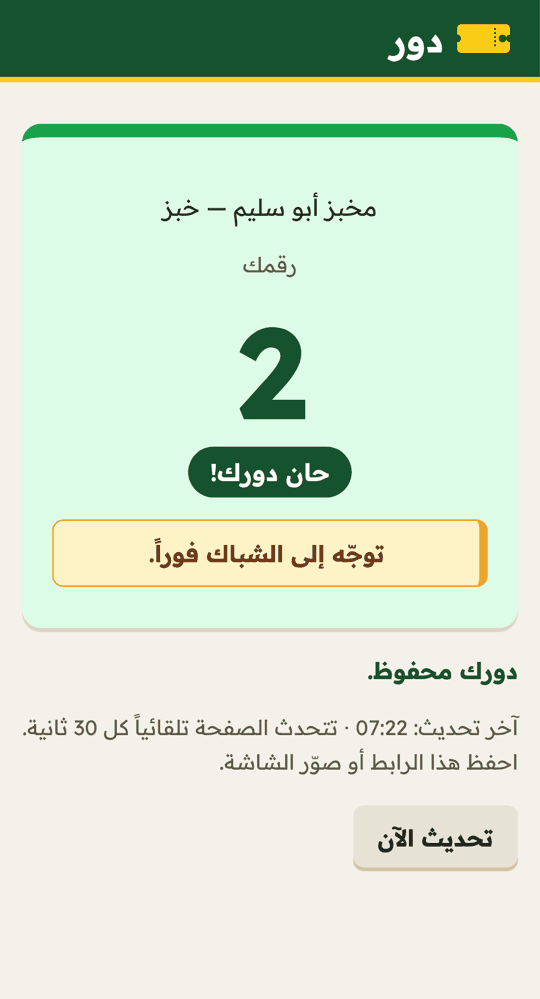 دور
مخبز أبو سليم — خبز
رقمك
2
حان دورك!
توجّه إلى الشباك فوراً.
دورك محفوظ.
آخر تحديث: 07:22 · تتحدث الصفحة تلقائياً كل 30 ثانية.
احفظ هذا الرابط أو صوّر الشاشة.
تحديث الآن